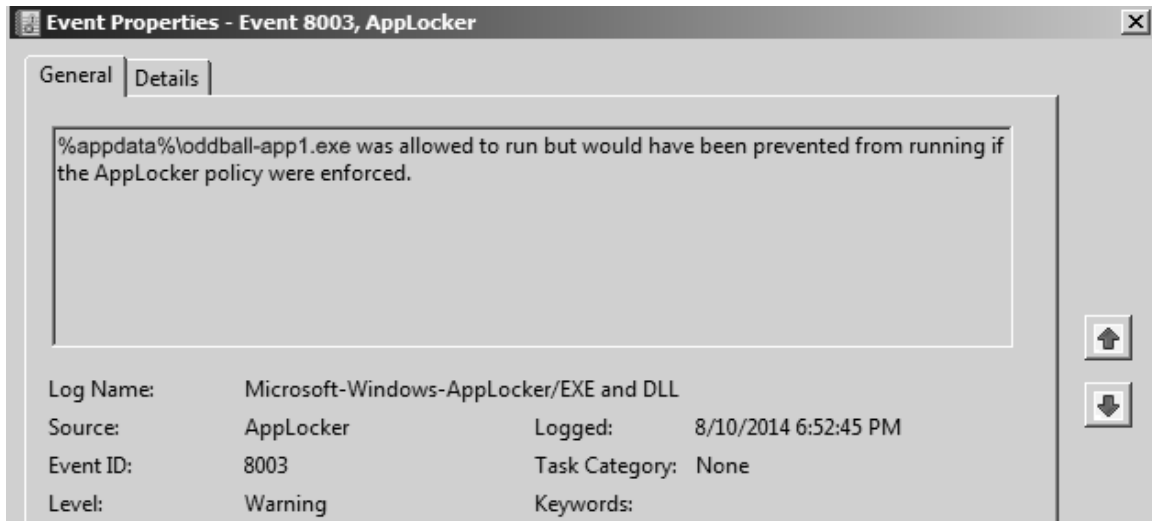 Event Properties - Event 8003, AppLocker
General Details
%appdata%\oddball-app1.exe was allowed to run but would have been prevented from running if
the AppLocker policy were enforced.
Log Name: Microsoft-Windows-AppLocker/EXE and DLL
Source: AppLocker Logged: 8/10/2014 6:52:45 PM
Event ID: 8003 Task Category: None
Level: Warning Keywords: